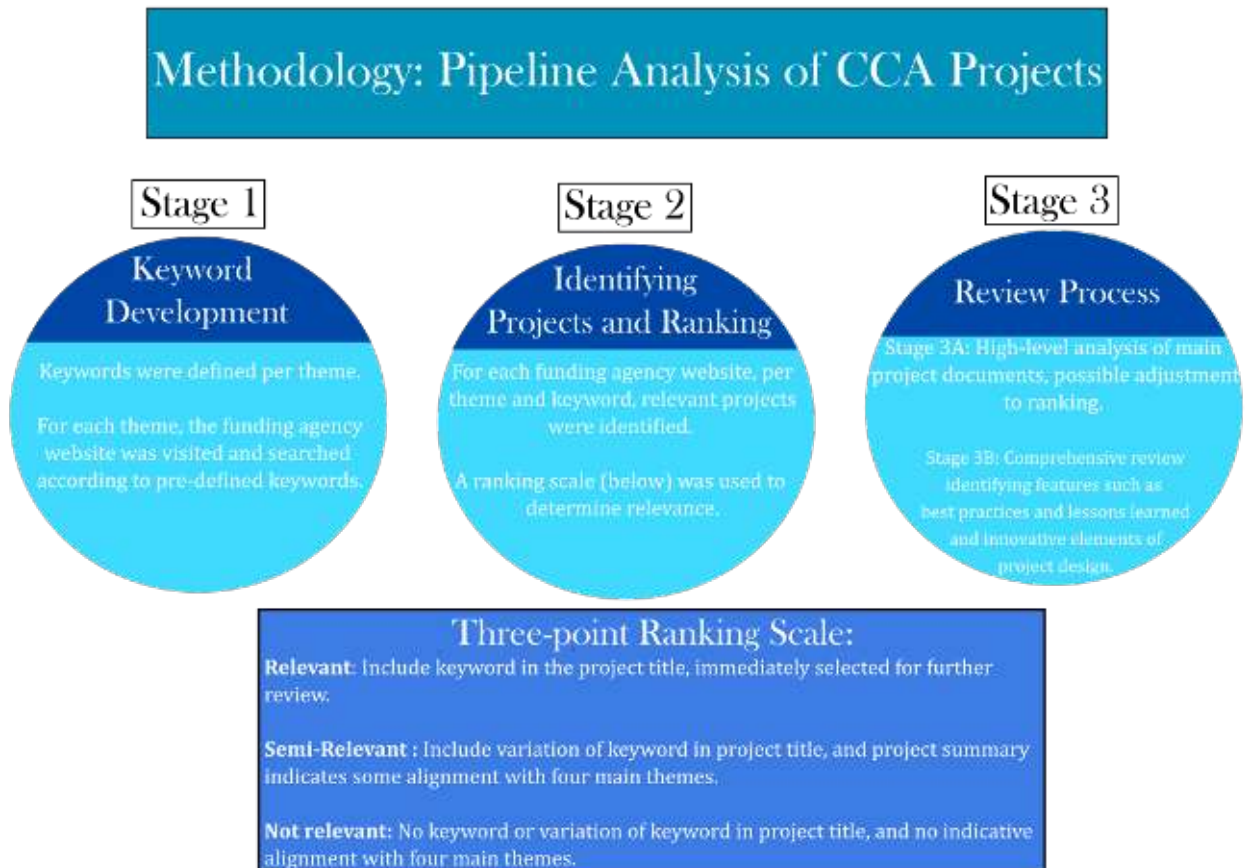 Methodology: Pipeline Analysis of CCA Projects
Stage 1
Keyword
Development
Keywords were defined per theme.
For each theme, the funding agency
website was visited and searched
according to pre-defined keywords.
Stage 2
Identifying
Projects and Ranking
For each funding agency website, per
theme and keyword, relevant projects
were identified.
A ranking scale (below) was used to
determine relevance.
Stage 3
Review Process
Stage 3A: High-level analysis of main
project documents, possible adjustment
to ranking.
Stage 3B: Comprehensive review
identifying features such as
best practices and lessons learned
and innovative elements of
project design.
Three-point Ranking Scale:
Relevant: Include keyword in the project title, immediately selected for further
review.
Semi-Relevant : Include variation of keyword in project title, and project summary
indicates some alignment with four main themes.
Not relevant: No keyword or variation of keyword in project title, and no indicative
alignment with four main themes.